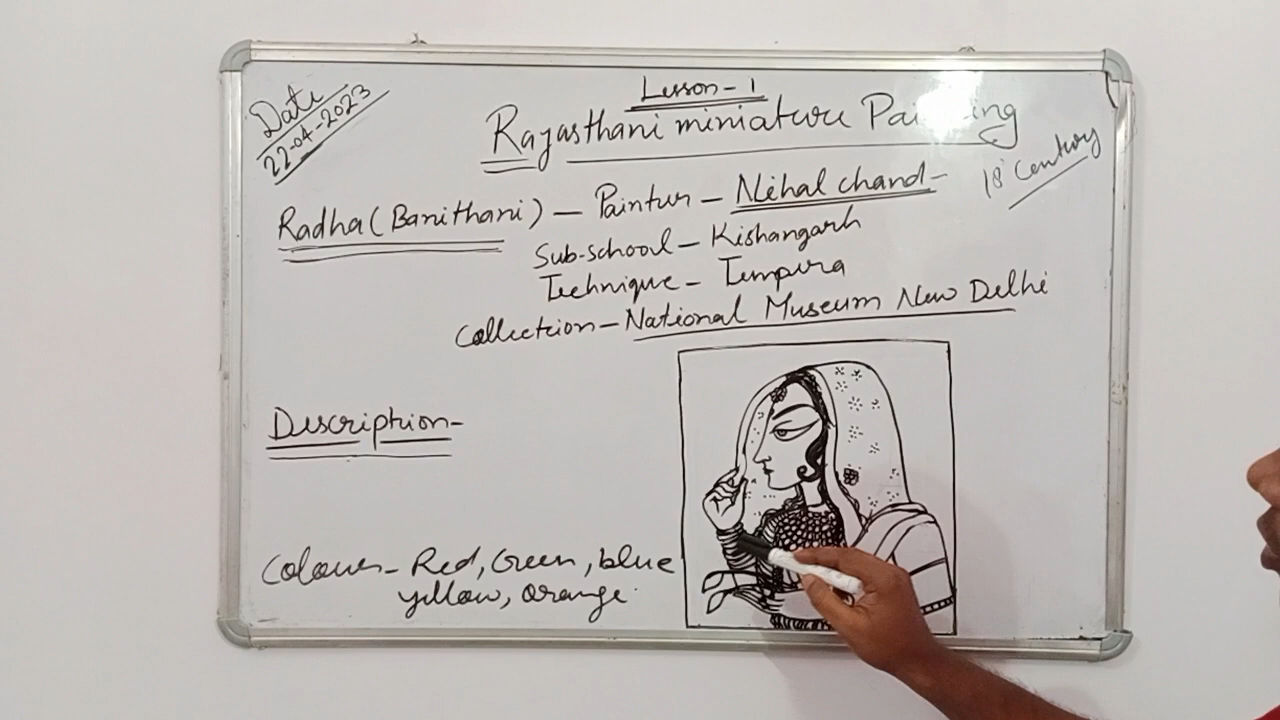 Date
22-04-2023
Lesson-1
Rajasthani miniature Painting
18 Century
Radha (Banithani) - Painter - Nihal chand-
Sub-school - Kishangarh
Technique - Tempera
Collection - National Museum New Delhi
Description-
Colours - Red, Green, blue
yellow, orange.